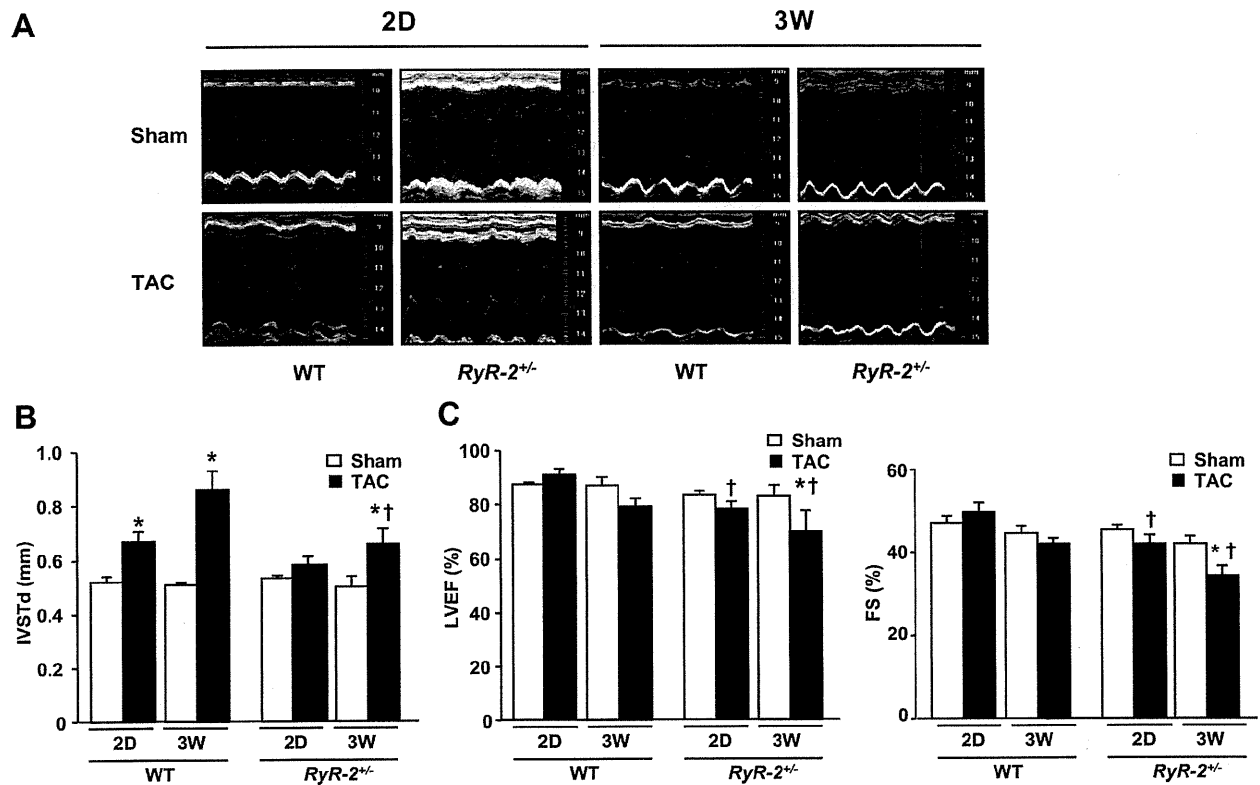 A
2D 3W
Sham
TAC
WT RyR-2+/- WT RyR-2+/-
B
IVSTd (mm)
1.0
0.8
0.6
0.4
0.2
0
Sham
TAC
*
*
*†
2D 3W 2D 3W
WT RyR-2+/-
C
LVEF (%)
100
80
60
40
20
0
Sham
TAC
†
*†
2D 3W 2D 3W
WT RyR-2+/-
FS (%)
60
40
20
0
Sham
TAC
†
*†
2D 3W 2D 3W
WT RyR-2+/-